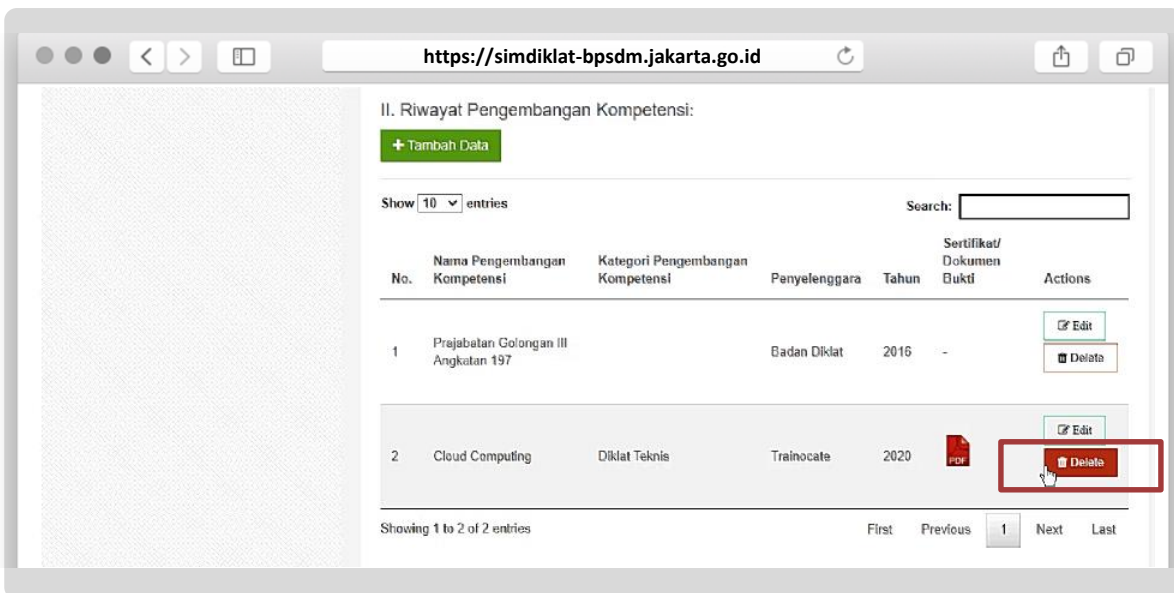 https://simdiklat-bpsdm.jakarta.go.id
II. Riwayat Pengembangan Kompetensi:
+ Tambah Data
Show 10 entries
Search:
No. Nama Pengembangan Kompetensi Kategori Pengembangan Kompetensi Penyelenggara Tahun Sertifikat/ Dokumen Bukti Actions
1 Prajabatan Golongan III Angkatan 197 Badan Diklat 2016 - Edit
Delete
2 Cloud Computing Diklat Teknis Trainocate 2020 PDF Edit
Delete
Showing 1 to 2 of 2 entries
First Previous 1 Next Last